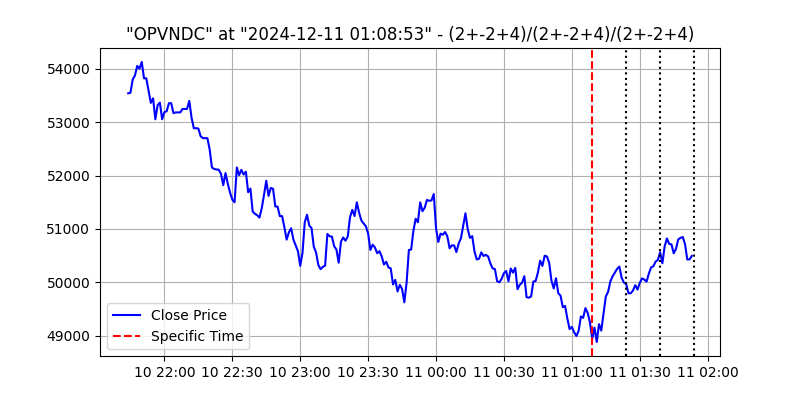 "OPVNDC" at "2024-12-11 01:08:53" - (2+-2+4)/(2+-2+4)/(2+-2+4)
54000
53000
52000
51000
50000
49000
Close Price
Specific Time
10 22:00 10 22:30 10 23:00 10 23:30 11 00:00 11 00:30 11 01:00 11 01:30 11 02:00